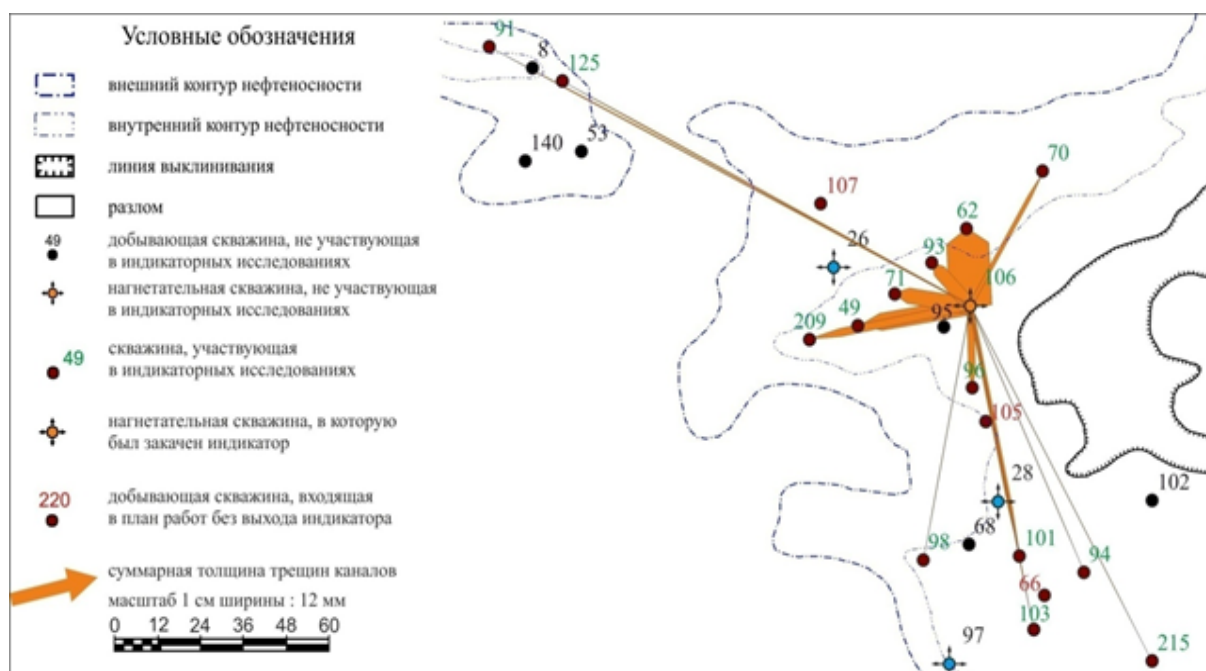 Условные обозначения
внешний контур нефтеносности
внутренний контур нефтеносности
линия выклинивания
разлом
49
добывающая скважина, не участвующая
в индикаторных исследованиях
нагнетательная скважина, не участвующая
в индикаторных исследованиях
49
скважина, участвующая
в индикаторных исследованиях
нагнетательная скважина, в которую
был закачен индикатор
220
добывающая скважина, входящая
в план работ без выхода индикатора
суммарная толщина трещин каналов
масштаб 1 см ширины : 12 мм
0 12 24 36 48 60
91
8
125
140
53
107
70
62
26
93
106
71
49
95
209
96
105
28
102
68
98
101
94
66
103
97
215